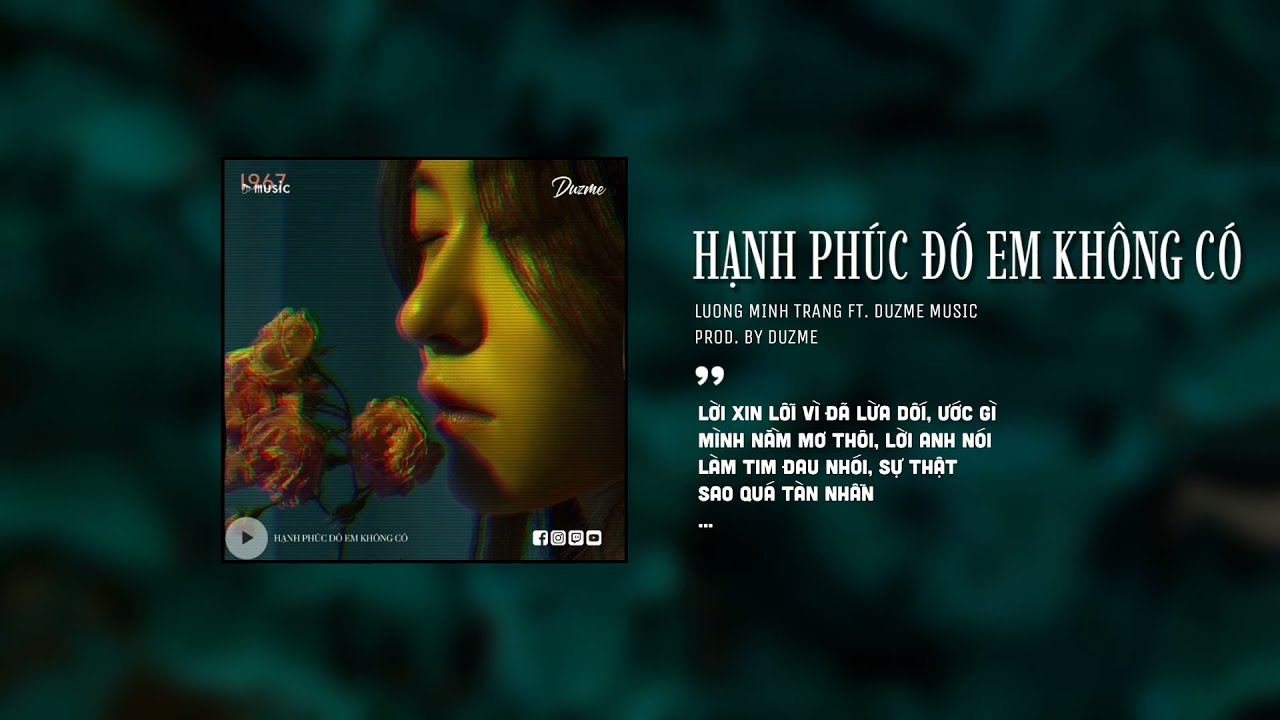 1967
MUSIC
Duzme
HẠNH PHÚC ĐÓ EM KHÔNG CÓ
HẠNH PHÚC ĐÓ EM KHÔNG CÓ
LUONG MINH TRANG FT. DUZME MUSIC
PROD. BY DUZME
”
LỜI XIN LỖI VÌ ĐÃ LỪA DỐI, ƯỚC GÌ
MÌNH NẰM MƠ THÔI, LỜI ANH NÓI
LÀM TIM ĐAU NHÓI, SỰ THẬT
SAO QUÁ TÀN NHẪN
...